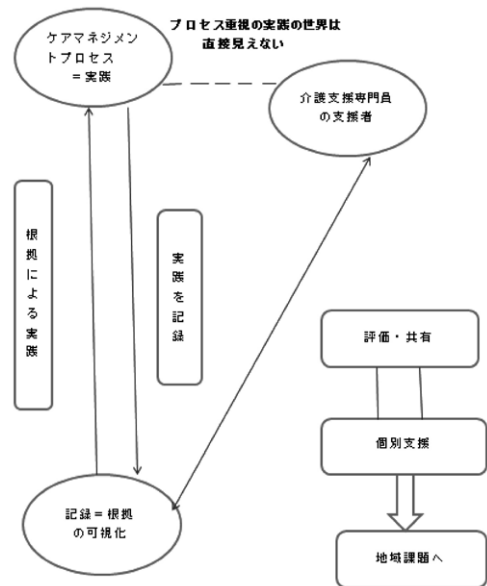 プロセス重視の実践の世界は
直接見えない
ケアマネジメン
トプロセス
＝実践
介護支援専門員
の支援者
根拠による実践
実践を記録
評価・共有
個別支援
記録＝根拠
の可視化
地域課題へ